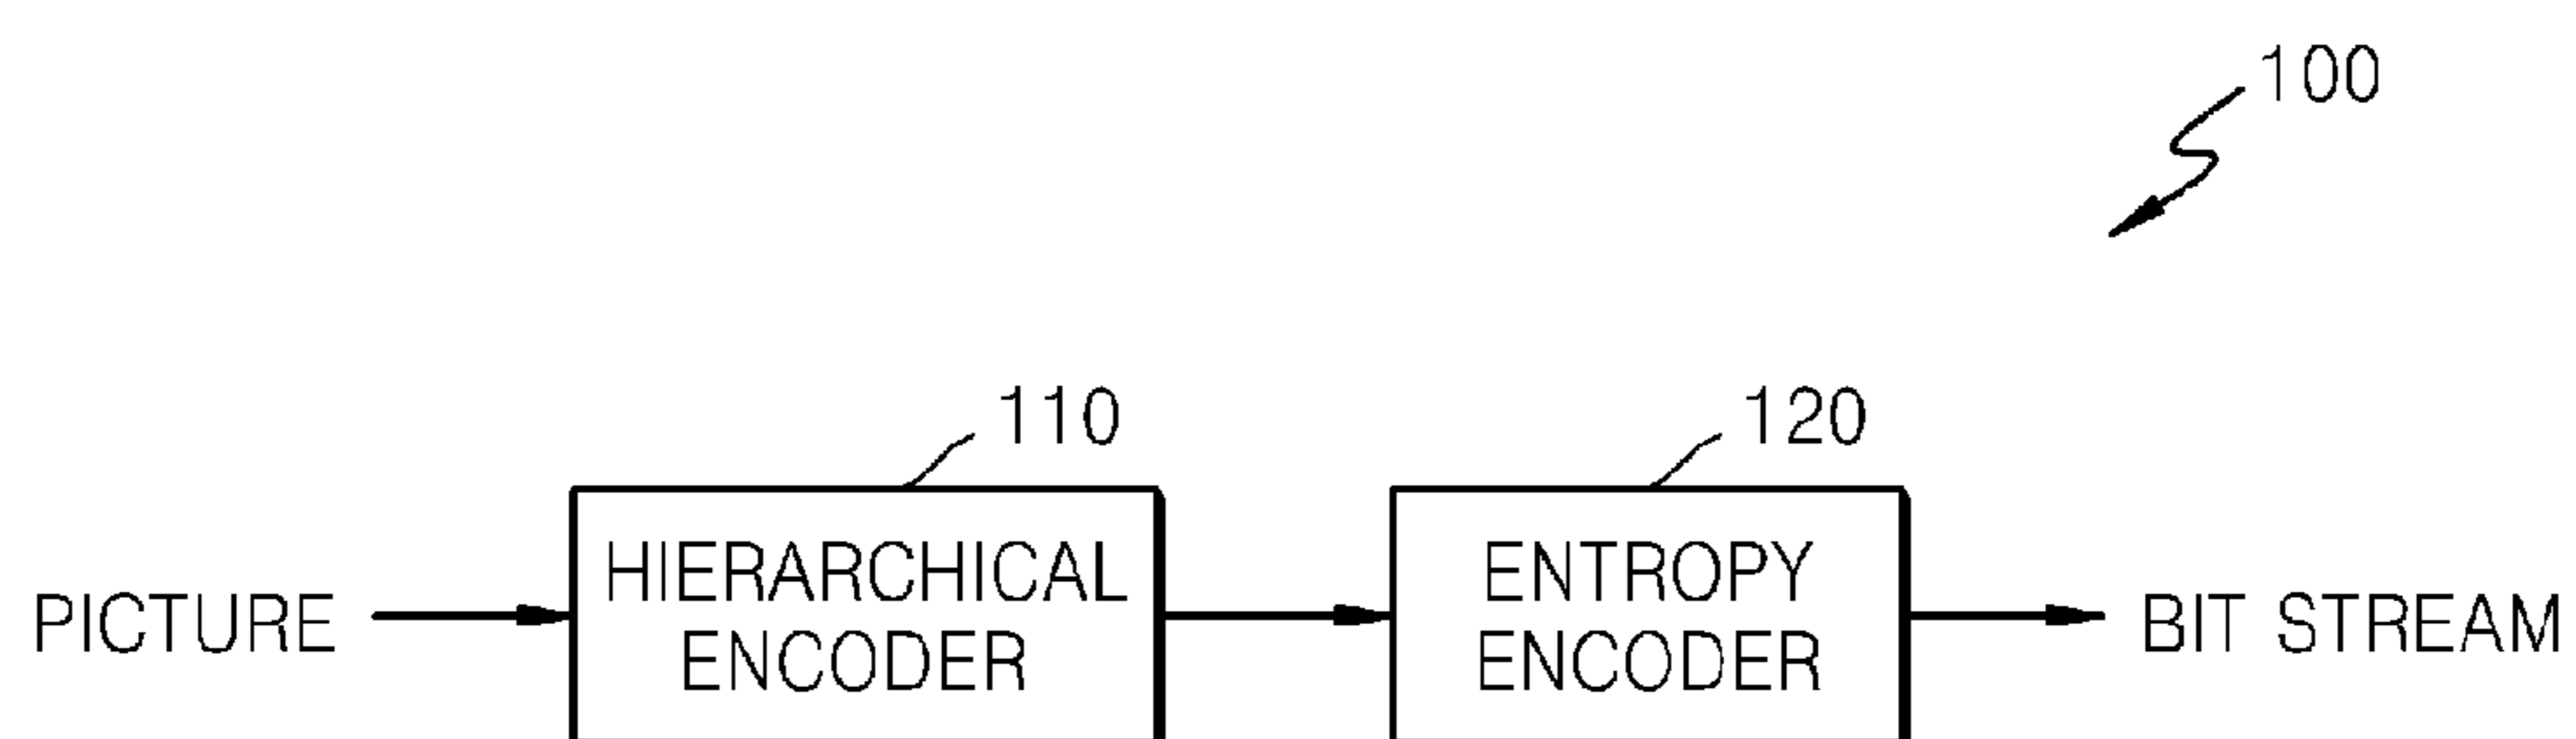 100
110
120
PICTURE
HIERARCHICAL
ENCODER
ENTROPY
ENCODER
BIT STREAM